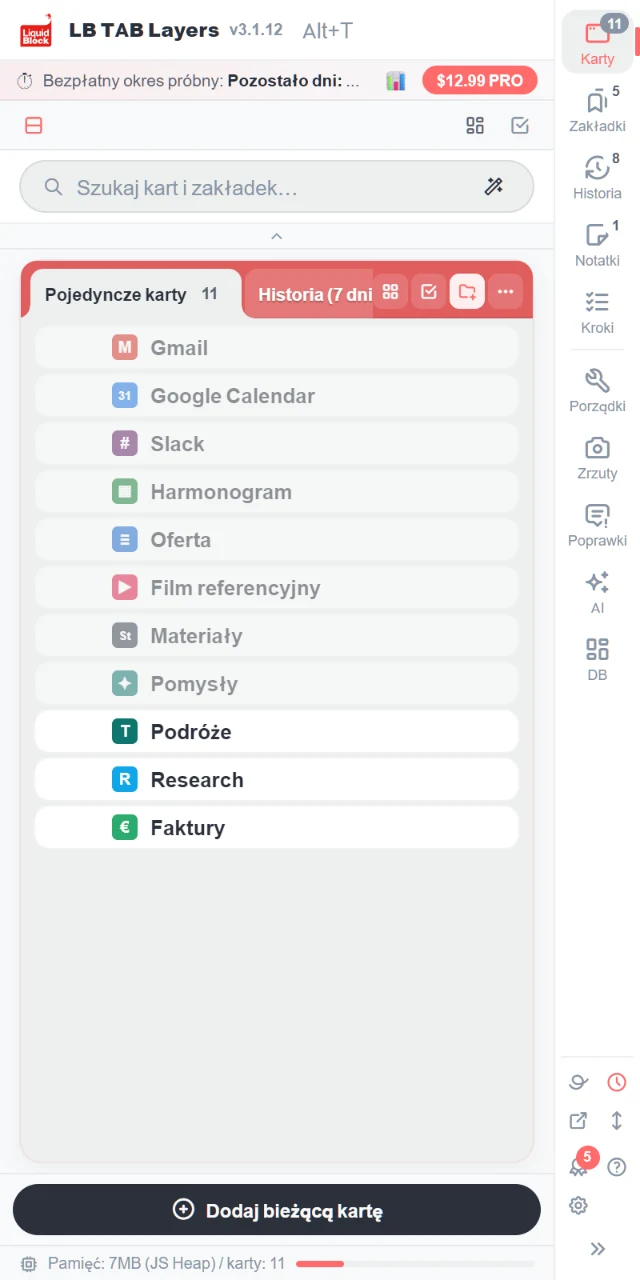 Liquid Block
LB TAB Layers v3.1.12 Alt+T
Bezpłatny okres próbny: Pozostało dni: ...
$12.99 PRO
Szukaj kart i zakładek…
Pojedyncze karty 11
Historia (7 dni
M Gmail
31 Google Calendar
# Slack
Harmonogram
Oferta
Film referencyjny
St Materiały
Pomysły
T Podróże
R Research
€ Faktury
Dodaj bieżącą kartę
Pamięć: 7MB (JS Heap) / karty: 11
11
Karty
5
Zakładki
8
Historia
1
Notatki
Kroki
Porządki
Zrzuty
Poprawki
AI
DB
5